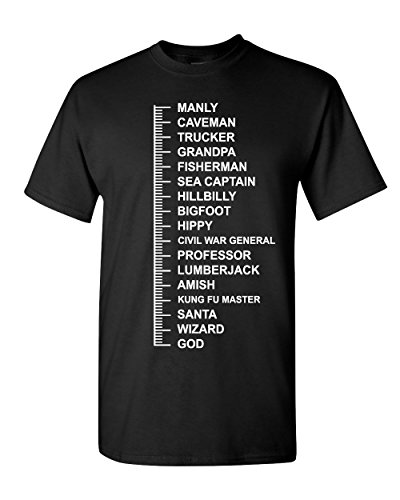 MANLY
CAVEMAN
TRUCKER
GRANDPA
FISHERMAN
SEA CAPTAIN
HILLBILLY
BIGFOOT
HIPPY
CIVIL WAR GENERAL
PROFESSOR
LUMBERJACK
AMISH
KUNG FU MASTER
SANTA
WIZARD
GOD